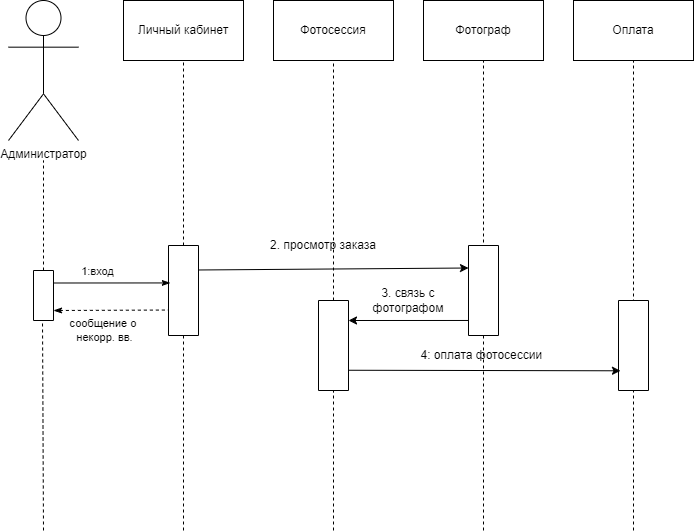 Личный кабинет
Фотосессия
Фотограф
Оплата
Администратор
2. просмотр заказа
1:вход
3. связь с
фотографом
сообщение о
некорр. вв.
4: оплата фотосессии